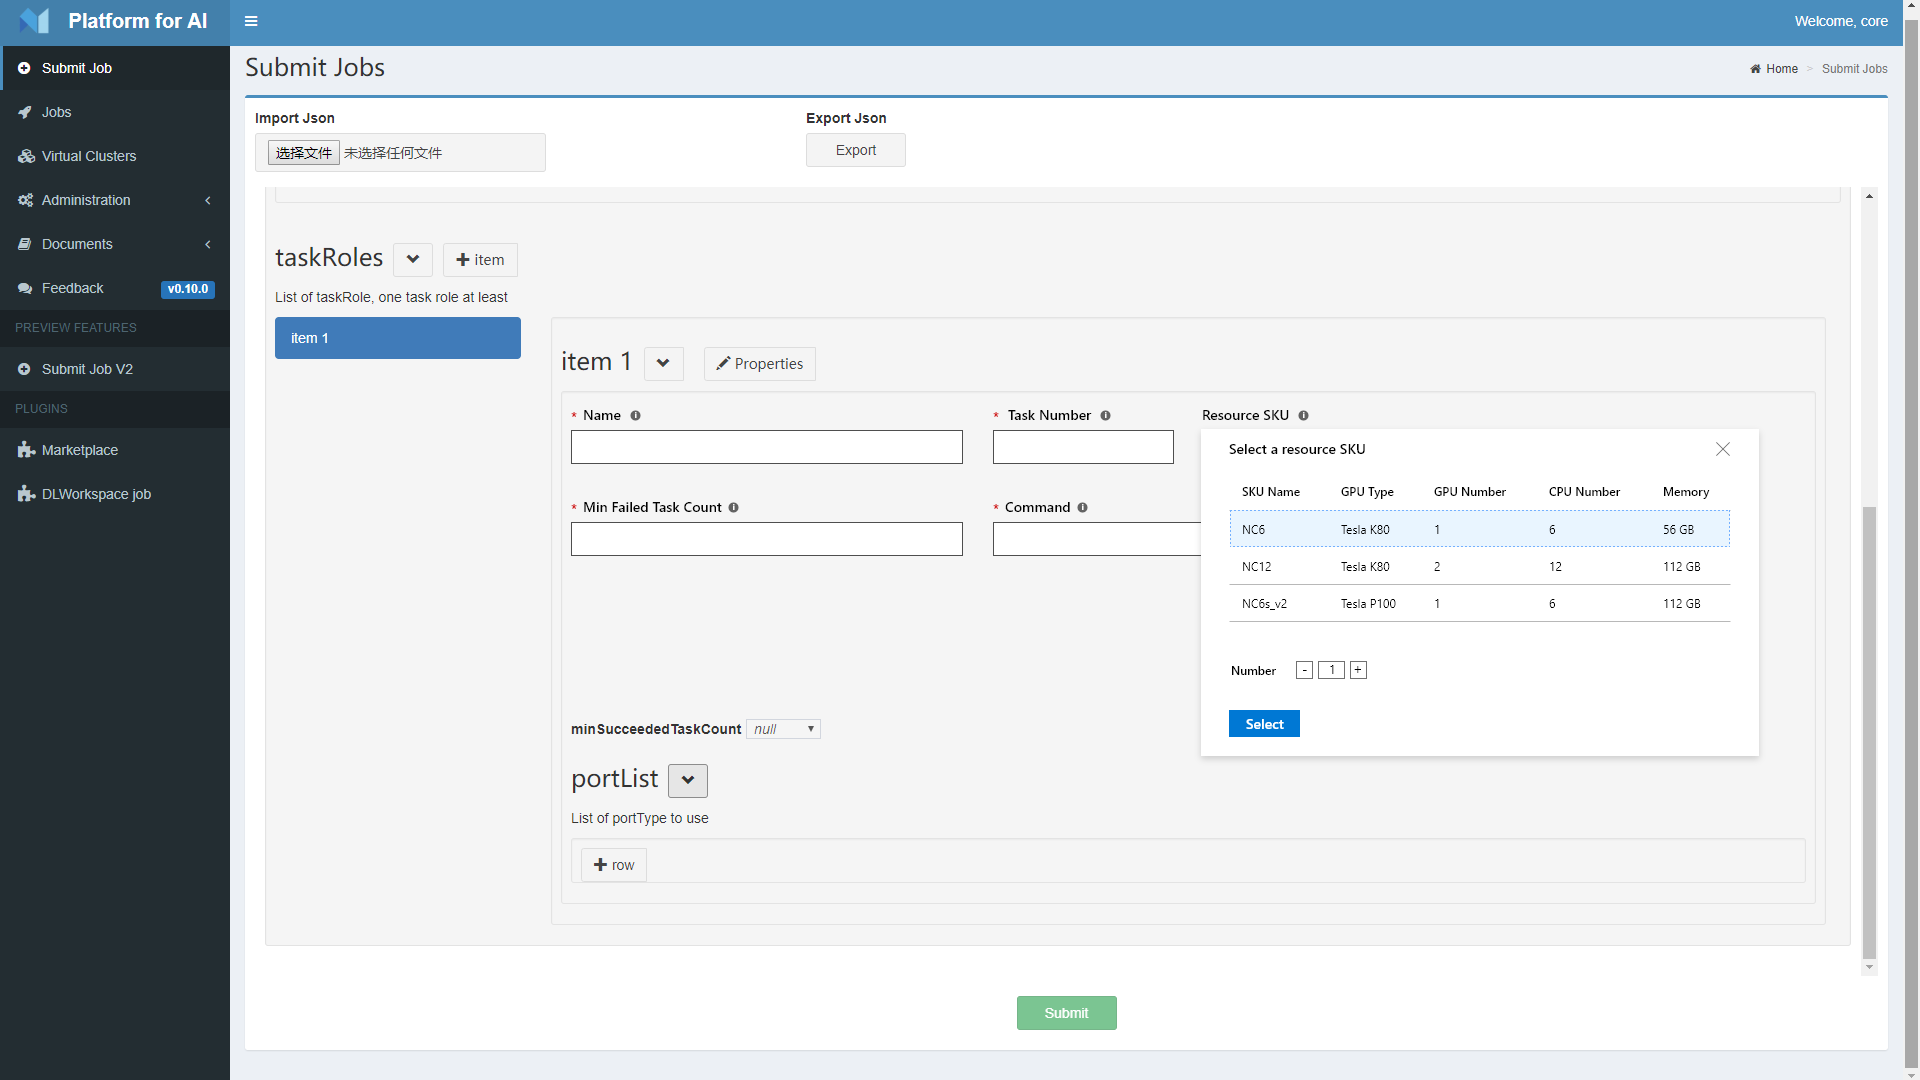 Platform for AI
Welcome, core
Submit Job
Jobs
Virtual Clusters
Administration
Documents
Feedback v0.10.0
PREVIEW FEATURES
Submit Job V2
PLUGINS
Marketplace
DLWorkspace job
Submit Jobs
Home > Submit Jobs
Import Json
选择文件 未选择任何文件
Export Json
Export
taskRoles
+ item
List of taskRole, one task role at least
item 1
item 1
Properties
* Name
* Task Number
Resource SKU
* Min Failed Task Count
* Command
Select a resource SKU
SKU Name GPU Type GPU Number CPU Number Memory
NC6 Tesla K80 1 6 56 GB
NC12 Tesla K80 2 12 112 GB
NC6s_v2 Tesla P100 1 6 112 GB
Number - 1 +
Select
minSucceededTaskCount null
portList
List of portType to use
+ row
Submit